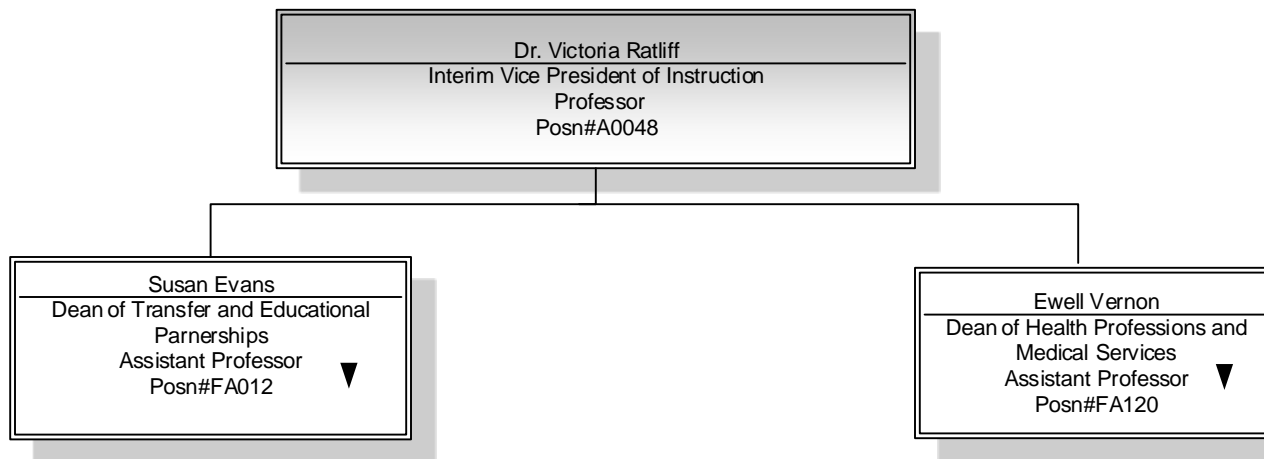 Dr. Victoria Ratliff
Interim Vice President of Instruction
Professor
Posn#A0048
Susan Evans
Dean of Transfer and Educational
Parnerships
Assistant Professor
Posn#FA012
Ewell Vernon
Dean of Health Professions and
Medical Services
Assistant Professor
Posn#FA120